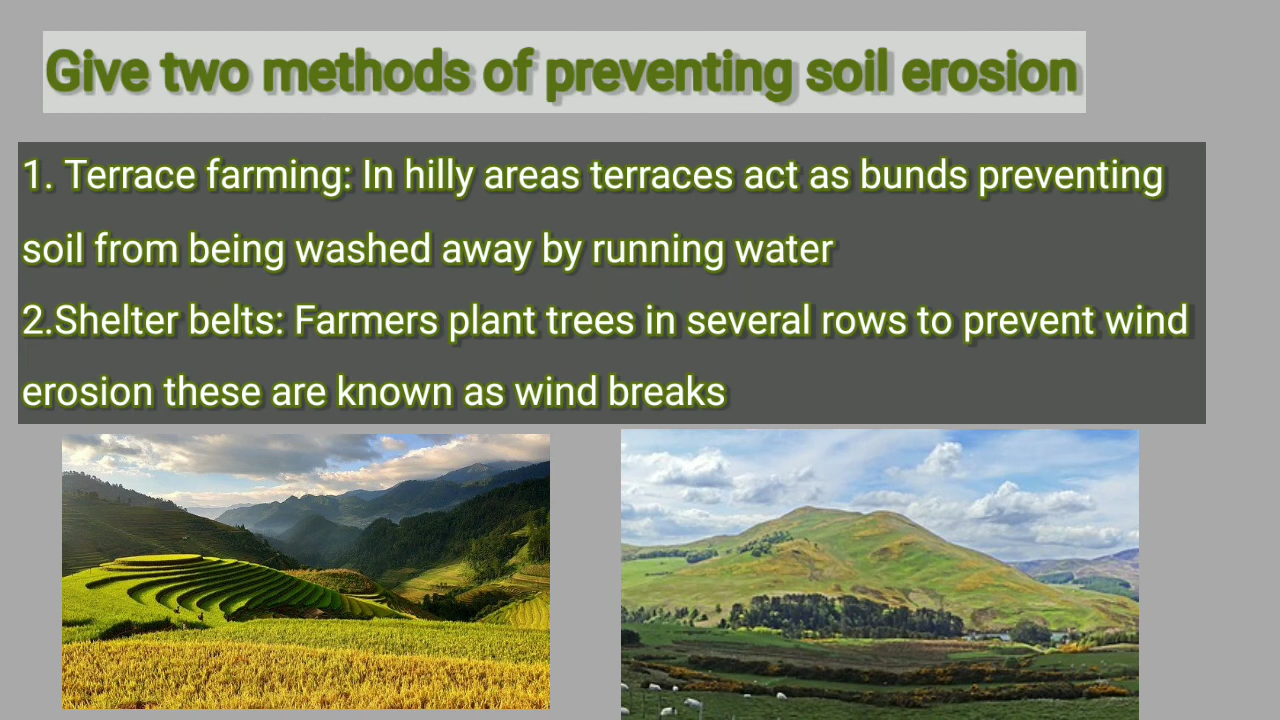 Give two methods of preventing soil erosion
1. Terrace farming: In hilly areas terraces act as bunds preventing
soil from being washed away by running water
2.Shelter belts: Farmers plant trees in several rows to prevent wind
erosion these are known as wind breaks